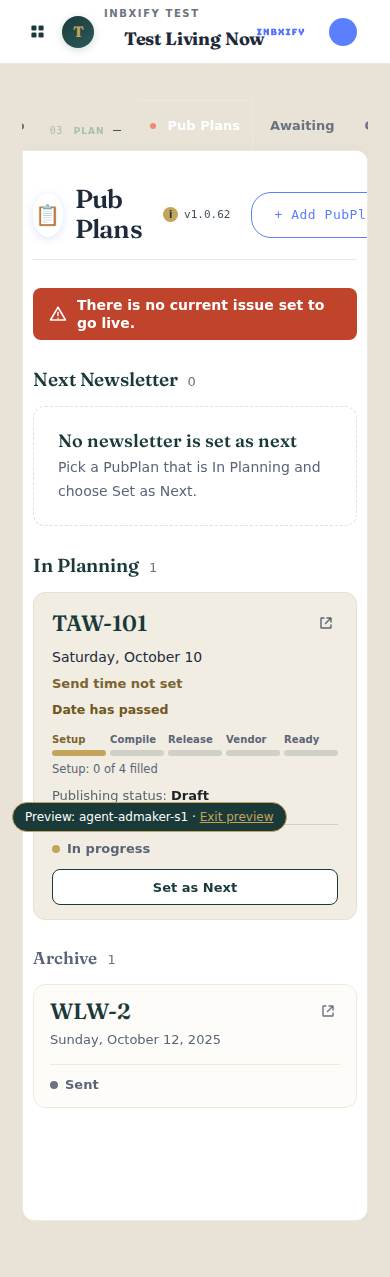 INBXIFY TEST
T
Test Living Now
INBXIFY
03 PLAN —
Pub Plans
Awaiting
📋
Pub
Plans
i v1.0.62
+ Add PubPl
There is no current issue set to
go live.
Next Newsletter 0
No newsletter is set as next
Pick a PubPlan that is In Planning and
choose Set as Next.
In Planning 1
TAW-101
Saturday, October 10
Send time not set
Date has passed
Setup Compile Release Vendor Ready
Setup: 0 of 4 filled
Publishing status: Draft
Preview: agent-admaker-s1 · Exit preview
In progress
Set as Next
Archive 1
WLW-2
Sunday, October 12, 2025
Sent